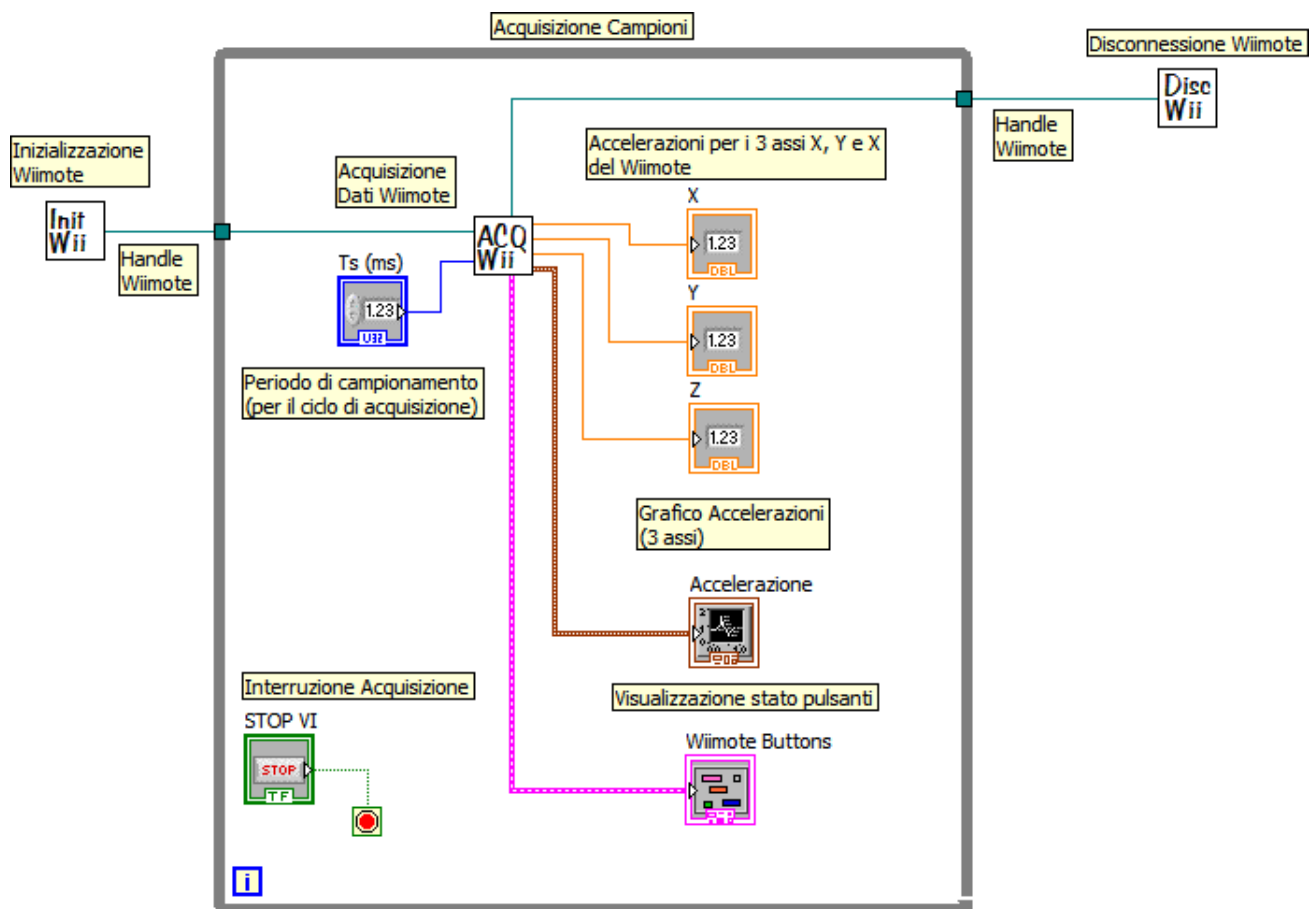 Acquisizione Campioni
Disconnessione Wiimote
Disc
Wii
Handle
Wiimote
Inizializzazione
Wiimote
Init
Wii
Handle
Wiimote
Acquisizione
Dati Wiimote
ACQ
Wii
Accelerazioni per i 3 assi X, Y e X
del Wiimote
X
1.23
DBL
Ts (ms)
1.23
U32
Y
1.23
DBL
Periodo di campionamento
(per il ciclo di acquisizione)
Z
1.23
DBL
Grafico Accelerazioni
(3 assi)
Accelerazione
Interruzione Acquisizione
STOP VI
STOP
TF
Visualizzazione stato pulsanti
Wiimote Buttons
i